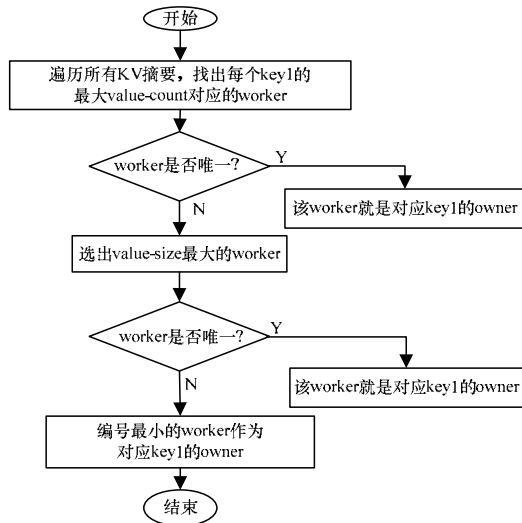 开始
遍历所有KV摘要，找出每个key1的
最大value-count对应的worker
worker是否唯一？
Y
该worker就是对应key1的owner
N
选出value-size最大的worker
worker是否唯一？
Y
该worker就是对应key1的owner
N
编号最小的worker作为
对应key1的owner
结束